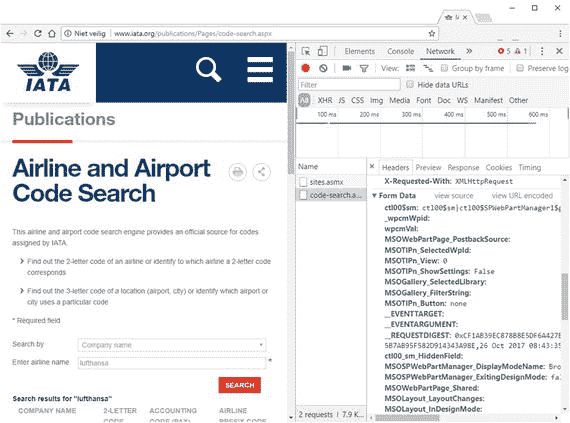 Niet veilig | www.iata.org/publications/Pages/code-search.aspx
IATA
Publications
Airline and Airport
Code Search
This airline and airport code search engine provides an official source for codes
assigned by IATA.
Find out the 2-letter code of an airline or identify to which airline a 2-letter code
corresponds
Find out the 3-letter code of a location (airport, city) or identify which airport or
city uses a particular code
* Required field
Search by Company name
Enter airline name lufthansa *
SEARCH
Search results for "lufthansa"
COMPANY NAME 2-LETTER ACCOUNTING AIRLINE
CODE CODE (PAX) PREFIX CODE
Elements Console Network » 5 1
View: Group by frame Preserve log
Filter Hide data URLs
All XHR JS CSS Img Media Font Doc WS Manifest Other
100 ms 200 ms 300 ms 400 ms 500 ms 600 ms
Name
sites.asmx
code-search.a...
2 requests | 7.9 K...
× Headers Preview Response Cookies Timing
X-Requested-With: XMLHttpRequest
▼ Form Data view source view URL encoded
ctl00$sm: ctl00$sm|ctl00$SPWebPartManager1$g
_wpcmWpid:
wpcmVal:
MSOWebPartPage_PostbackSource:
MSOTlPn_SelectedWpId:
MSOTlPn_View: 0
MSOTlPn_ShowSettings: False
MSOGallery_SelectedLibrary:
MSOGallery_FilterString:
MSOTlPn_Button: none
__EVENTTARGET:
__EVENTARGUMENT:
__REQUESTDIGEST: 0xCF1AB39EC878B8E5DF6A427E
5B7AB95F582D914343A98E,26 Oct 2017 08:43:35
ctl00_sm_HiddenField:
MSOSPWebPartManager_DisplayModeName: Bro
MSOSPWebPartManager_ExitingDesignMode: fal
MSOWebPartPage_Shared:
MSOLayout_LayoutChanges:
MSOLayout_InDesignMode: